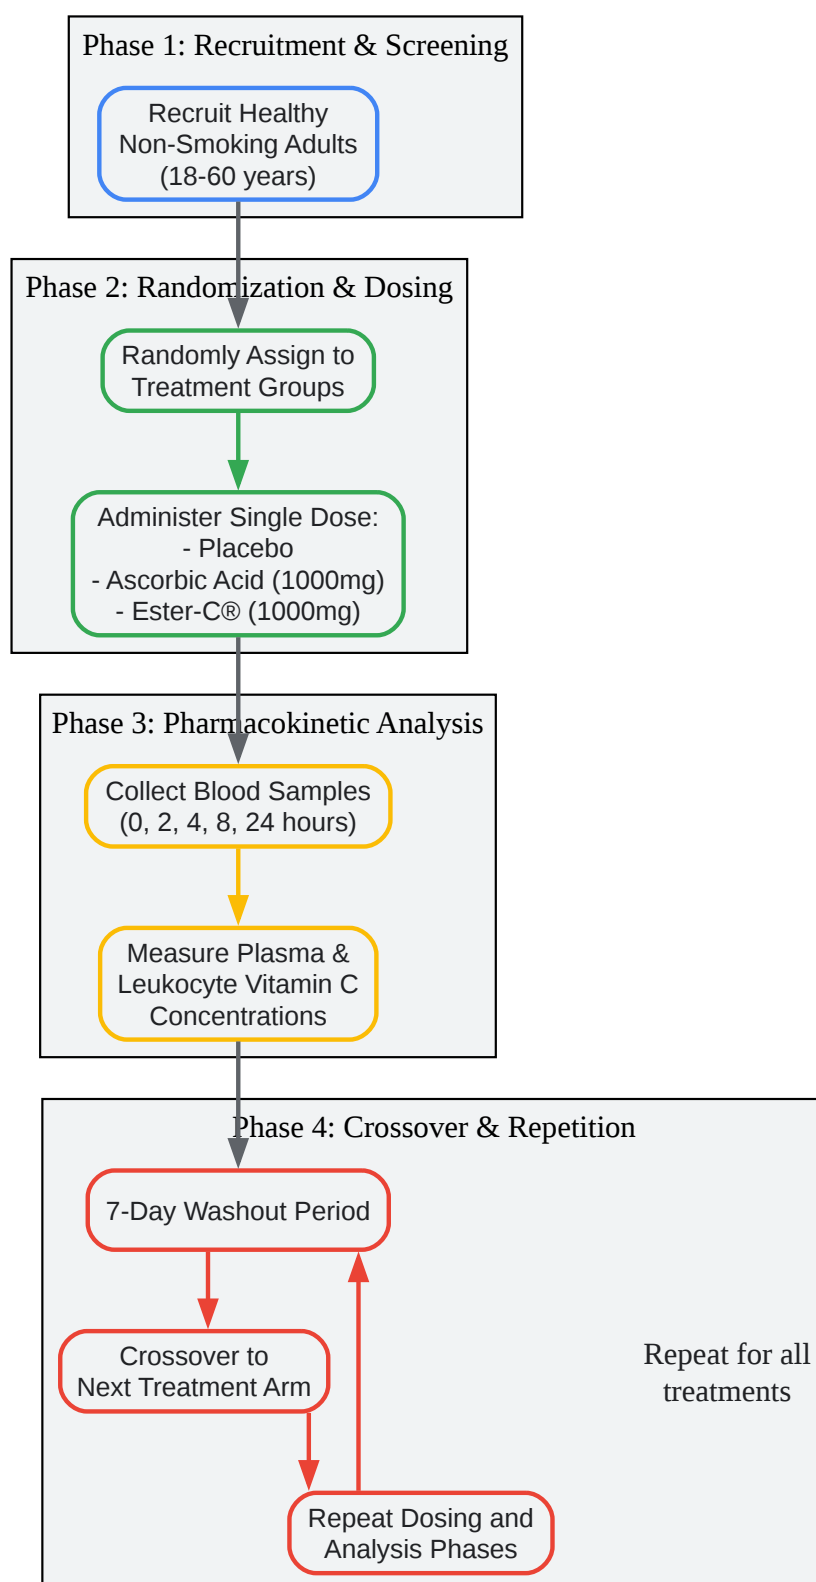 Phase 1: Recruitment & Screening
Recruit Healthy
Non-Smoking Adults
(18-60 years)
Phase 2: Randomization & Dosing
Randomly Assign to
Treatment Groups
Administer Single Dose:
- Placebo
- Ascorbic Acid (1000mg)
- Ester-C® (1000mg)
Phase 3: Pharmacokinetic Analysis
Collect Blood Samples
(0, 2, 4, 8, 24 hours)
Measure Plasma &
Leukocyte Vitamin C
Concentrations
Phase 4: Crossover & Repetition
7-Day Washout Period
Crossover to
Next Treatment Arm
Repeat for all
treatments
Repeat Dosing and
Analysis Phases